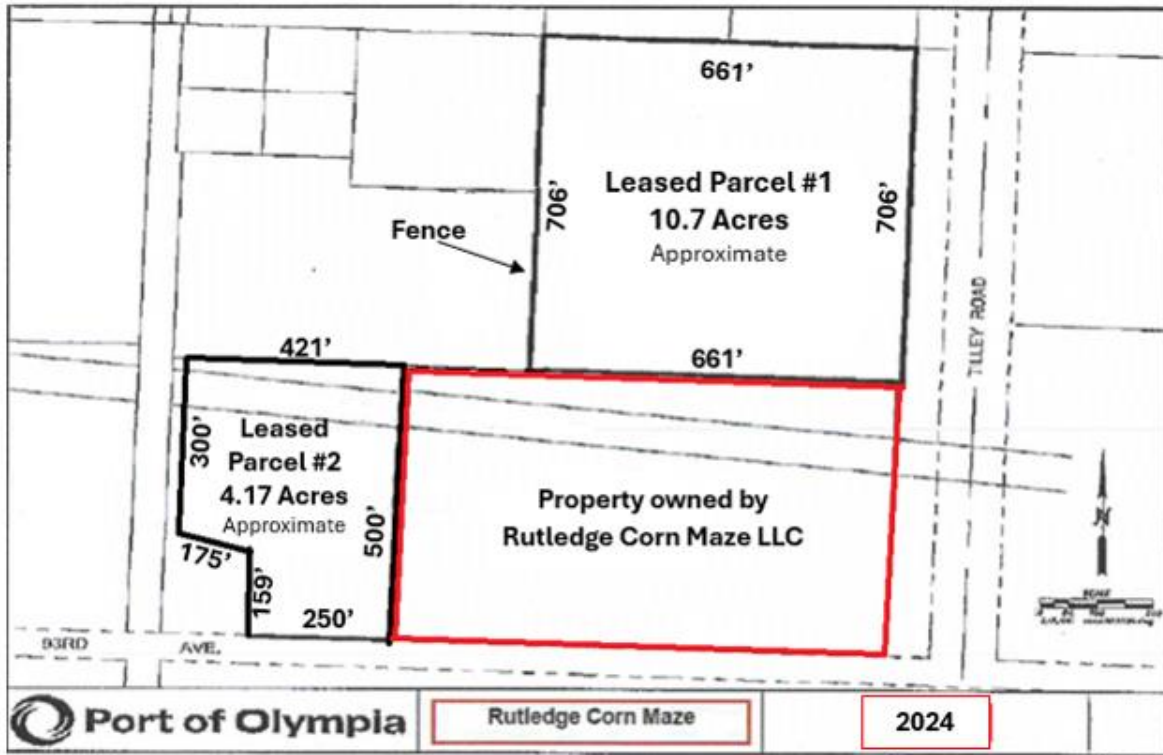 661'
706'
Leased Parcel #1
10.7 Acres
Approximate
706'
Fence
TILLEY ROAD
421'
661'
300'
Leased
Parcel #2
4.17 Acres
Approximate
500'
Property owned by
Rutledge Corn Maze LLC
N
175'
159'
250'
SCALE
93RD AVE.
Port of Olympia
Rutledge Corn Maze
2024